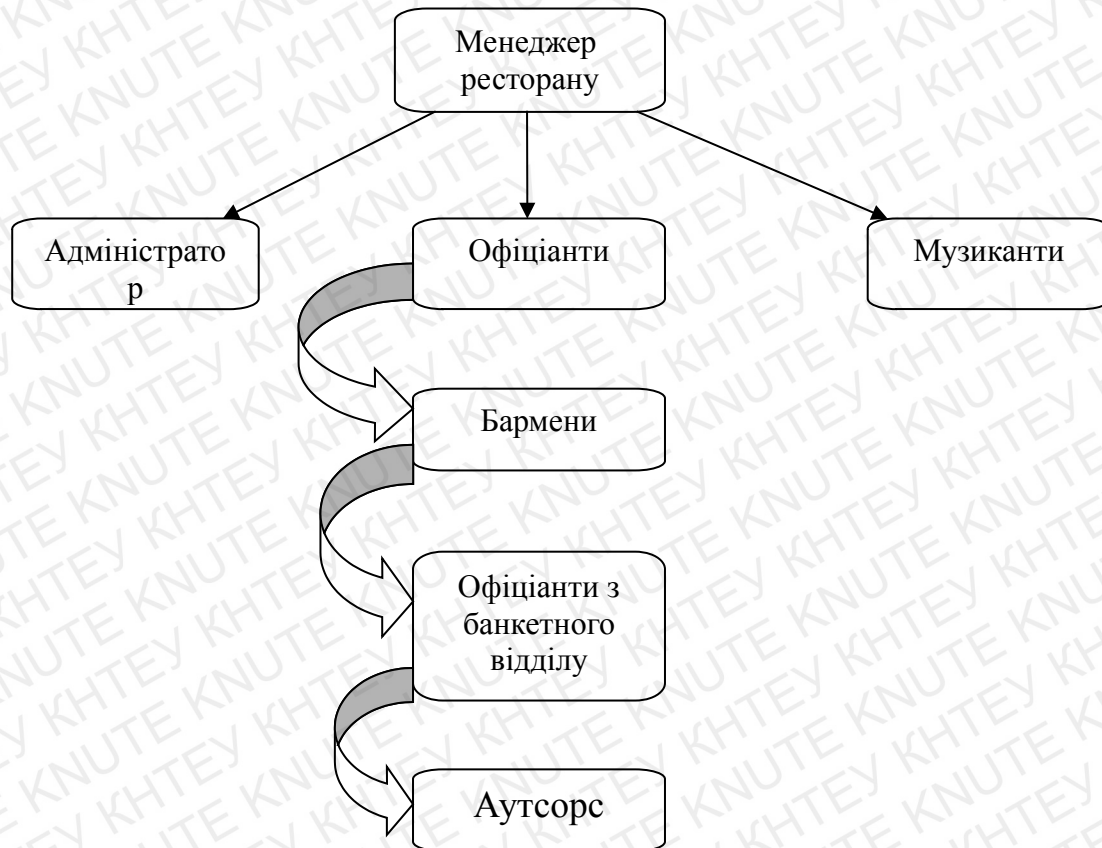 Менеджер
ресторану
Адміністрато
р
Офіціанти
Музиканти
Бармени
Офіціанти з
банкетного
відділу
Аутсорс